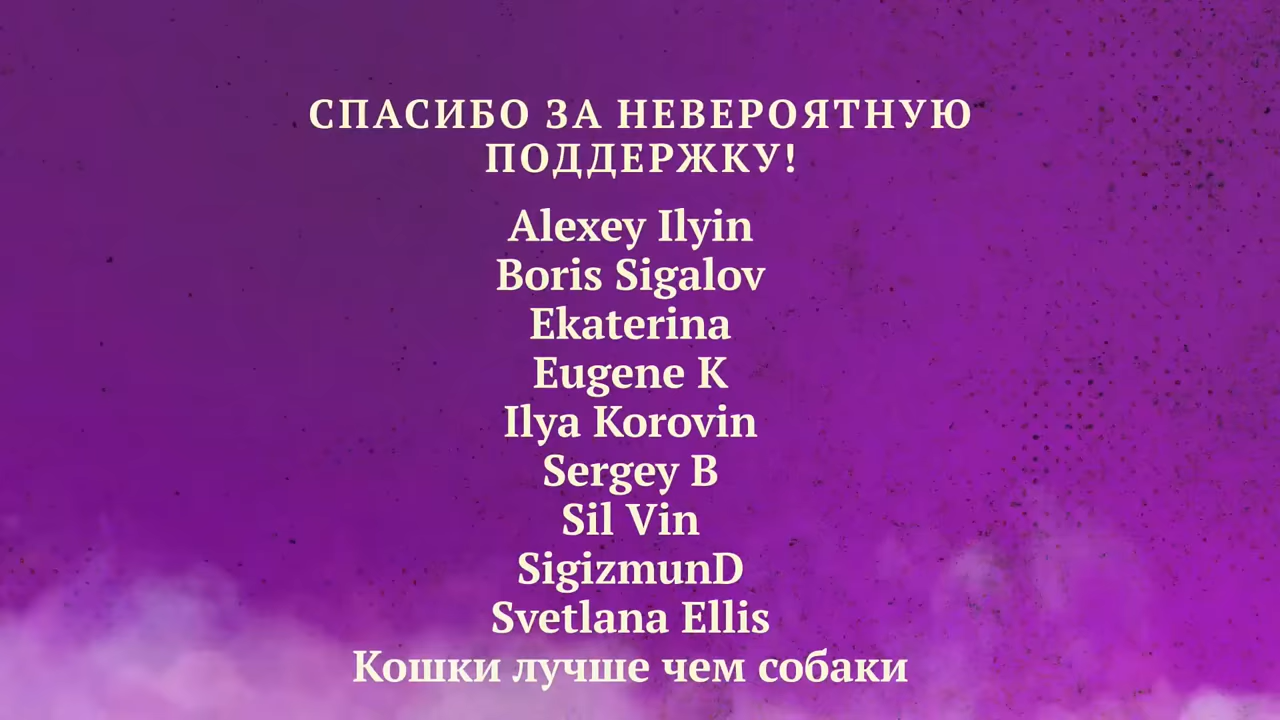 СПАСИБО ЗА НЕВЕРОЯТНУЮ
ПОДДЕРЖКУ!
Alexey Ilyin
Boris Sigalov
Ekaterina
Eugene K
Ilya Korovin
Sergey B
Sil Vin
SigizmunD
Svetlana Ellis
Кошки лучше чем собаки